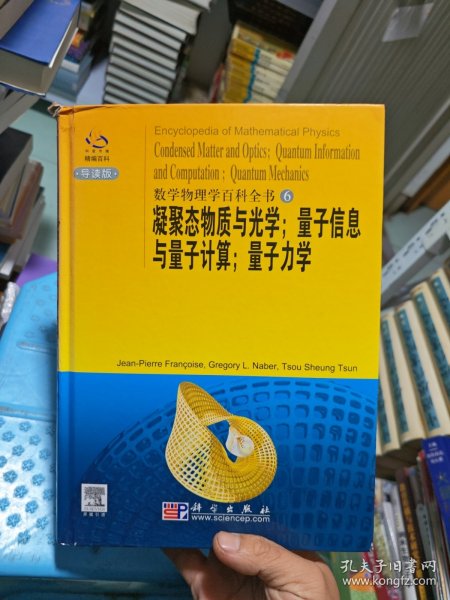 精编百科
·导读版·
Encyclopedia of Mathematical Physics
Condensed Matter and Optics; Quantum Information
and Computation; Quantum Mechanics
数学物理学百科全书 6
凝聚态物质与光学;量子信息
与量子计算;量子力学
Jean-Pierre Françoise, Gregory L. Naber, Tsou Sheung Tsun
科学出版社
www.sciencep.com
孔夫子旧书网
www.kongfz.com